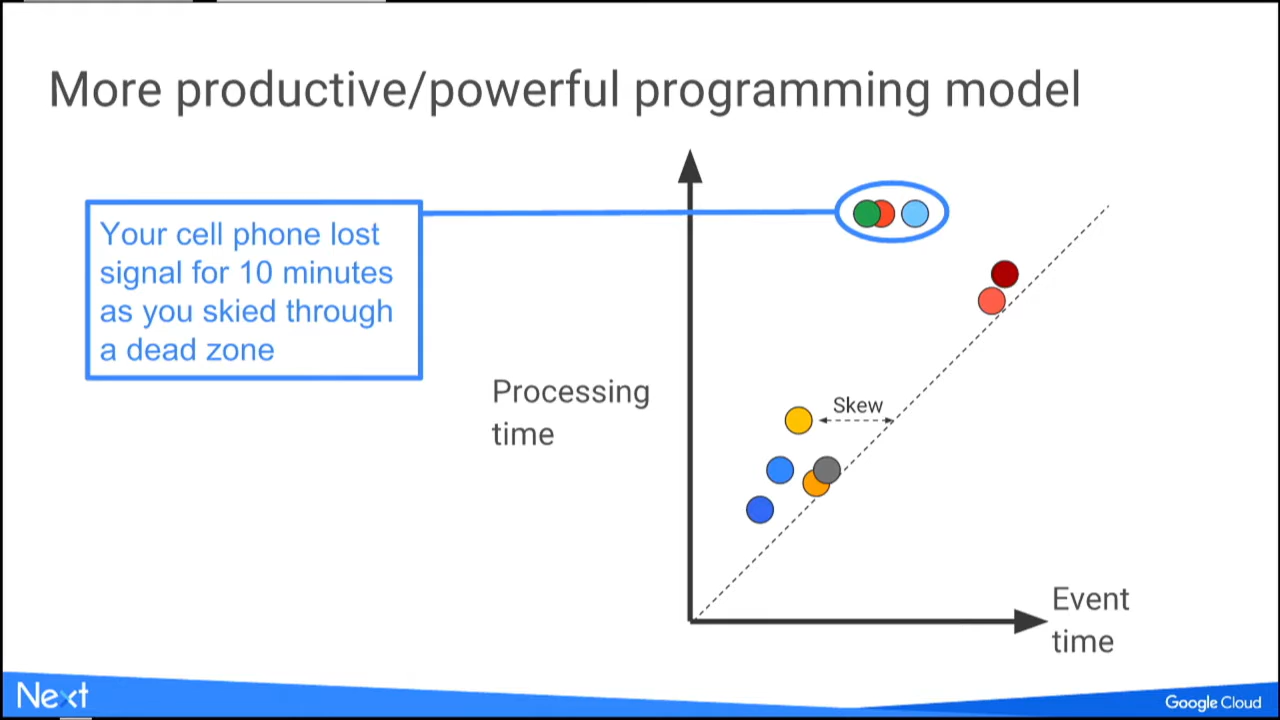 More productive/powerful programming model
Your cell phone lost
signal for 10 minutes
as you skied through
a dead zone
Processing
time
Skew
Event
time
Next
Google Cloud